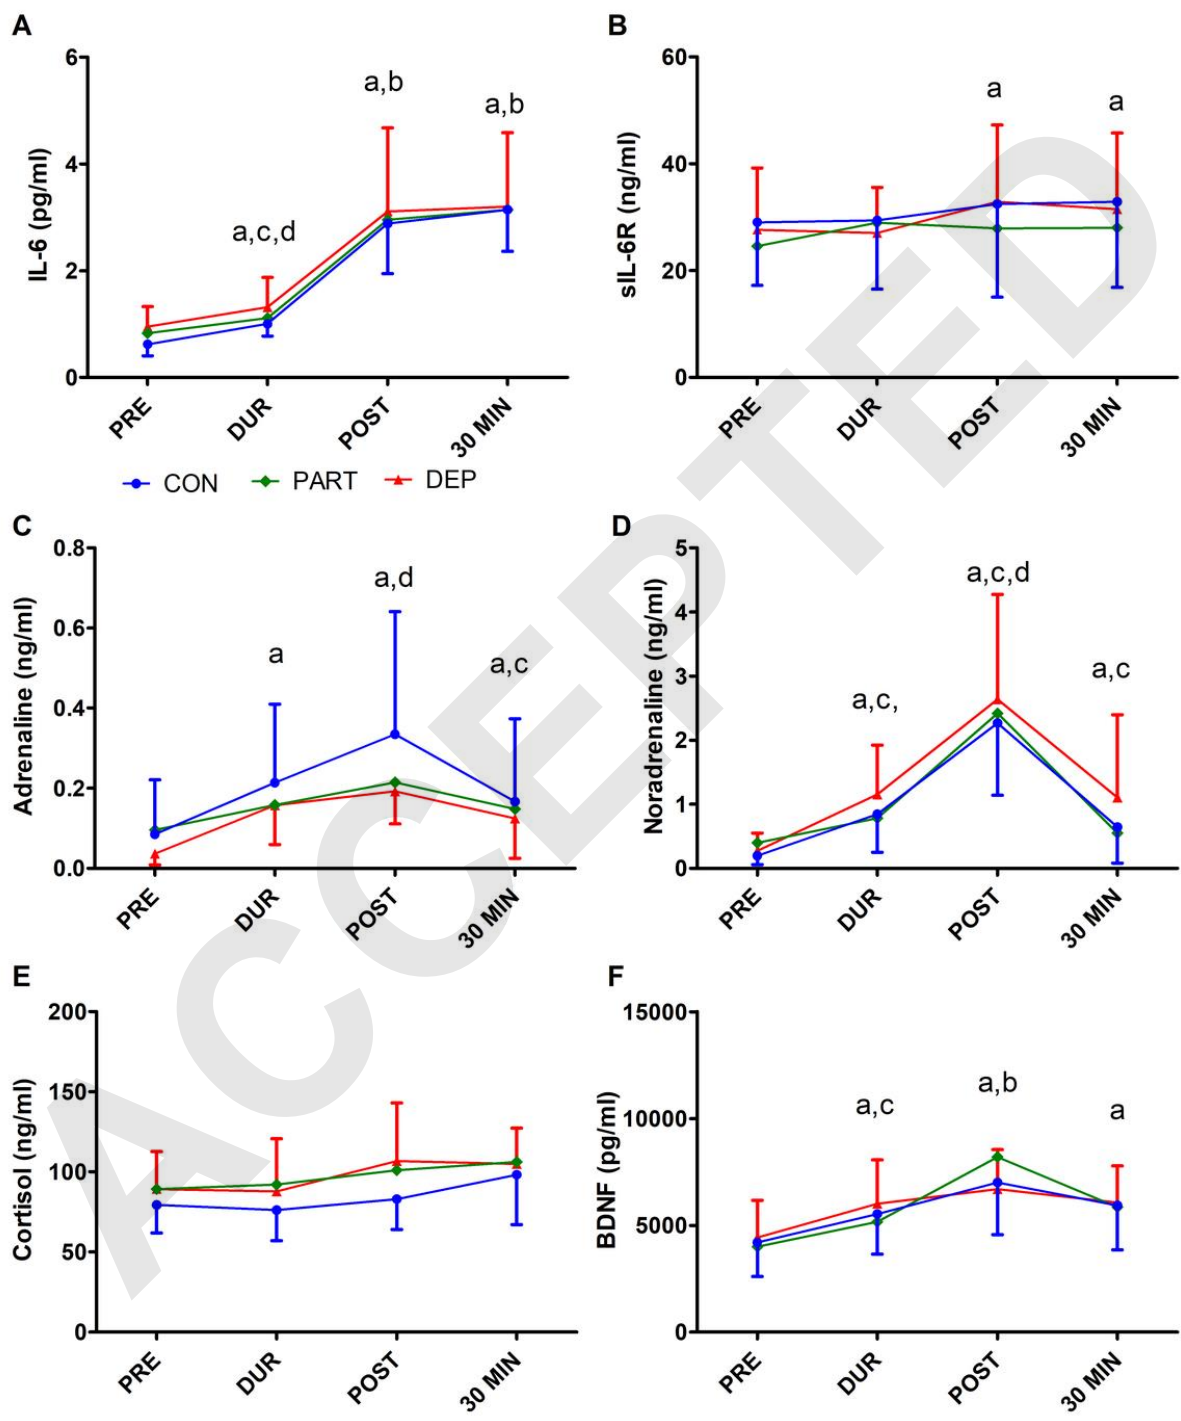 A
IL-6 (pg/ml)
6
4
2
0
a,c,d
a,b
a,b
PRE
DUR
POST
30 MIN
B
sIL-6R (ng/ml)
60
40
20
0
a
a
PRE
DUR
POST
30 MIN
CON
PART
DEP
C
Adrenaline (ng/ml)
0.8
0.6
0.4
0.2
0.0
a
a,d
a,c
PRE
DUR
POST
30 MIN
D
Noradrenaline (ng/ml)
5
4
3
2
1
0
a,c,
a,c,d
a,c
PRE
DUR
POST
30 MIN
E
Cortisol (ng/ml)
200
150
100
50
0
PRE
DUR
POST
30 MIN
F
BDNF (pg/ml)
15000
10000
5000
0
a,c
a,b
a
PRE
DUR
POST
30 MIN
ACCEPTED